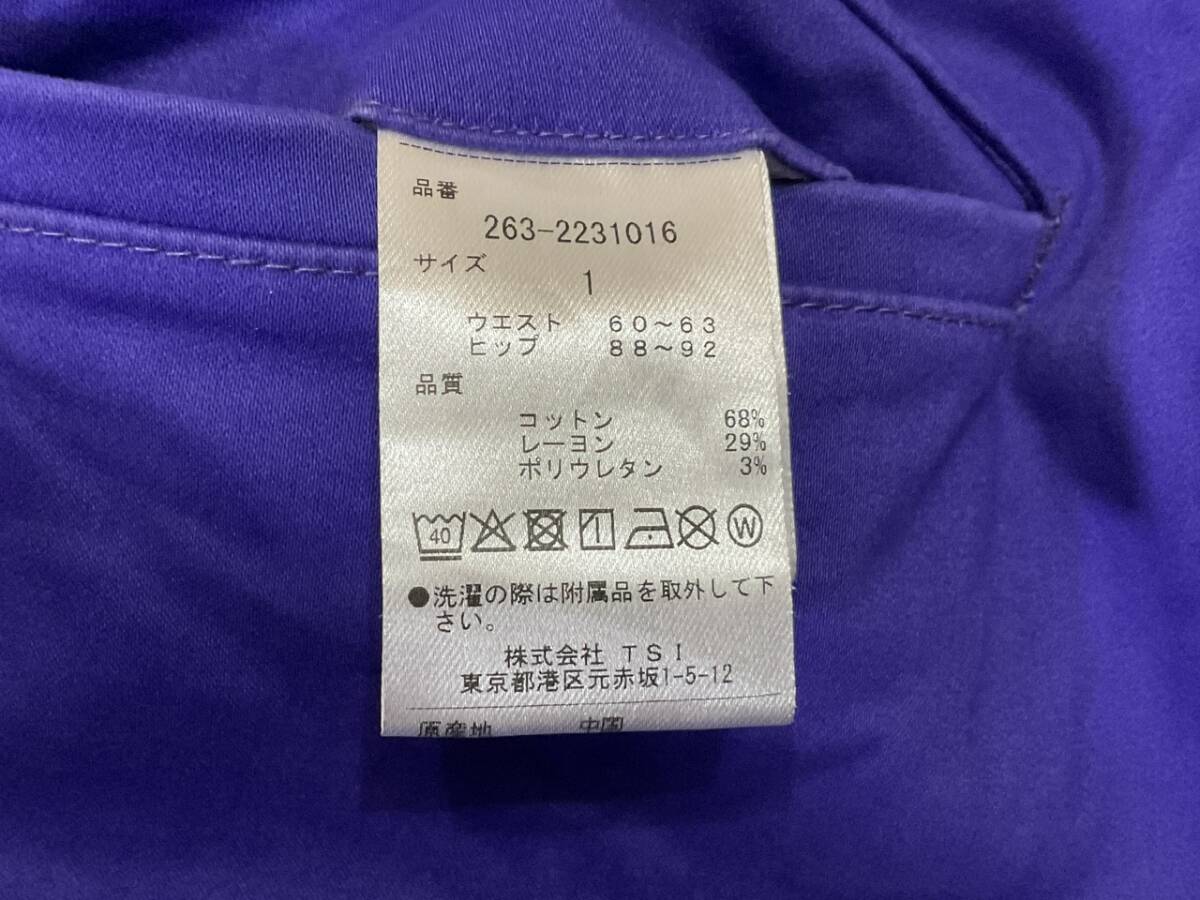 品番
263-2231016
サイズ
1
ウエスト 60～63
ヒップ 88～92
品質
コットン 68%
レーヨン 29%
ポリウレタン 3%
40 W
●洗濯の際は附属品を取外して下
さい。
株式会社 TSI
東京都港区元赤坂1-5-12
原産地 中国